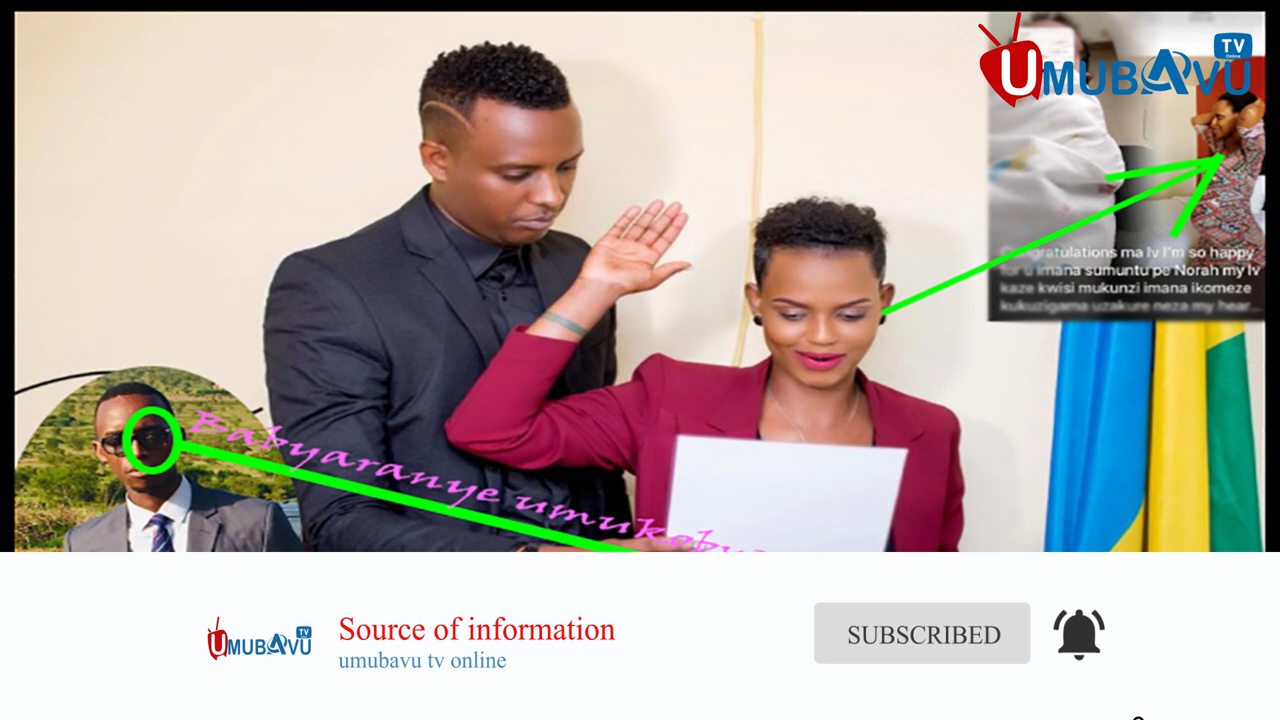 UMUBAVU TV
Online
Congratulations ma lv I'm so happy
for u imana sumuntu pe Norah my lv
kaze kwisi mukunzi imana ikomeze
kukuzigama uzakure neza my hear...
Babyaranye
UMUBAVU TV
Source of information
umubavu tv online
SUBSCRIBED